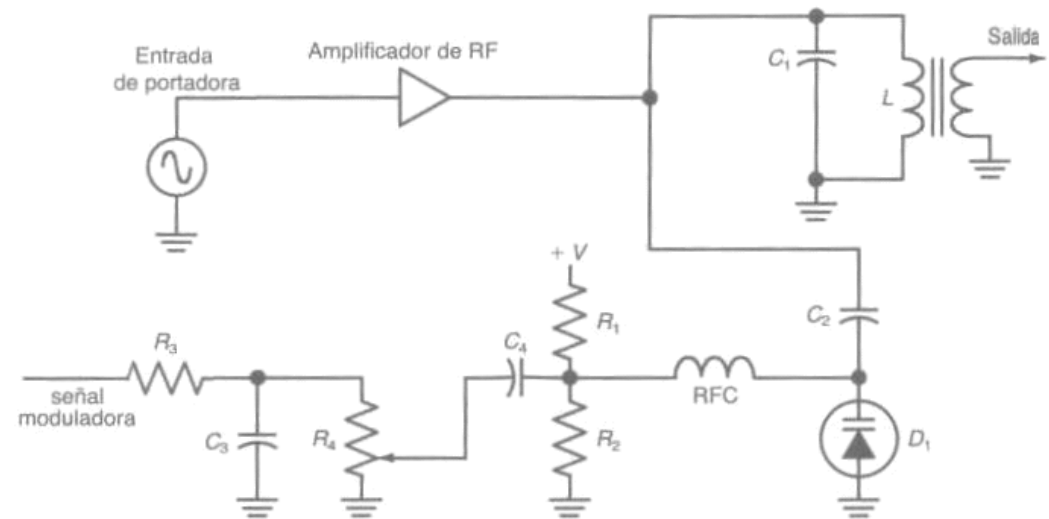 Entrada
de portadora
Amplificador de RF
C₁
L
Salida
+ V
R₁
C₂
R₃
señal
moduladora
C₃
R₄
C₄
R₂
RFC
D₁